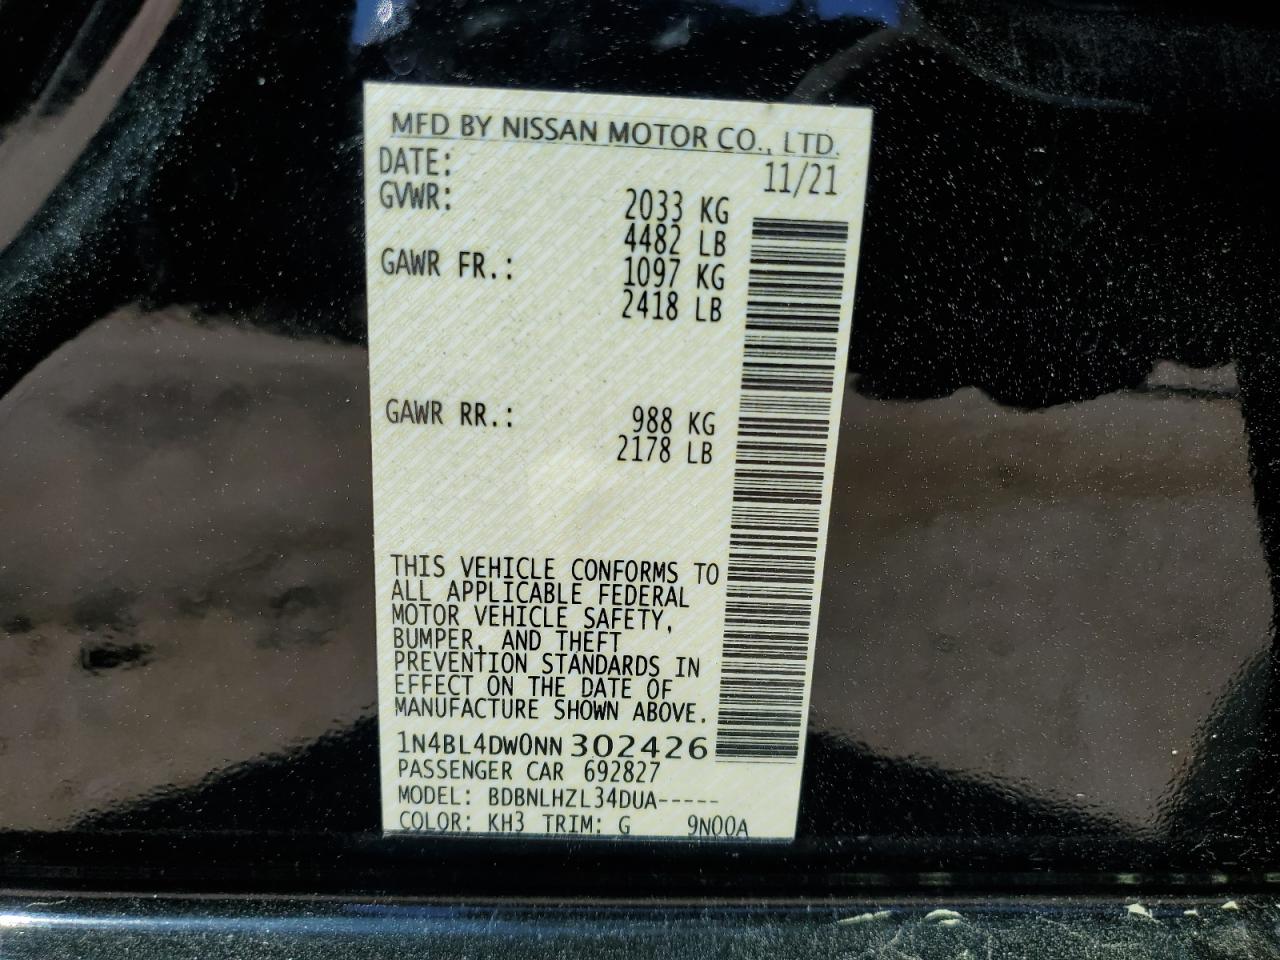 MFD BY NISSAN MOTOR CO., LTD.
DATE: 11/21
GVWR: 2033 KG
4482 LB
GAWR FR.: 1097 KG
2418 LB
GAWR RR.: 988 KG
2178 LB
THIS VEHICLE CONFORMS TO
ALL APPLICABLE FEDERAL
MOTOR VEHICLE SAFETY,
BUMPER, AND THEFT
PREVENTION STANDARDS IN
EFFECT ON THE DATE OF
MANUFACTURE SHOWN ABOVE.
1N4BL4DW0NN302426
PASSENGER CAR 692827
MODEL: BDBNLHZL34DUA-----
COLOR: KH3 TRIM: G 9N00A